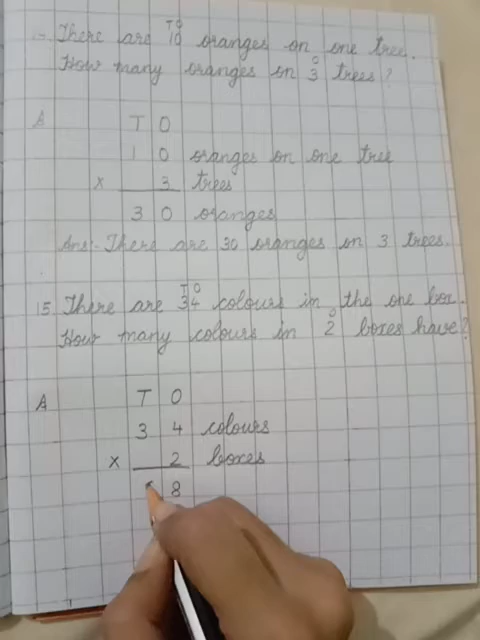 T O
There are 10 oranges on one tree.
O
How many oranges on 3 trees?
A
T O
1 0 oranges on one tree
x 3 trees
3 0 oranges
Ans:- There are 30 oranges on 3 trees.
T O
15. There are 34 colours in the one box.
O
How many colours in 2 boxes have?
A
T O
3 4 colours
x 2 boxes
8